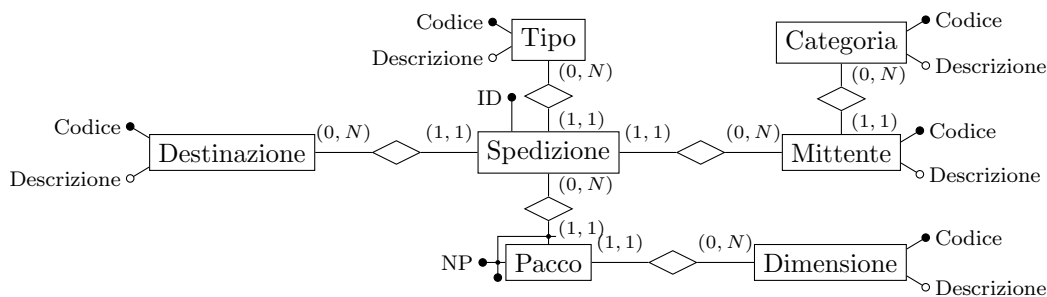 Codice
Tipo
Descrizione
(0, N)
Codice
Categoria
Descrizione
(0, N)
ID
(1, 1)
(1, 1)
Codice
Destinazione
Descrizione
(0, N)
(1, 1)
Spedizione
(1, 1)
(0, N)
Mittente
Codice
Descrizione
(0, N)
(1, 1)
NP
Pacco
(1, 1)
(0, N)
Dimensione
Codice
Descrizione